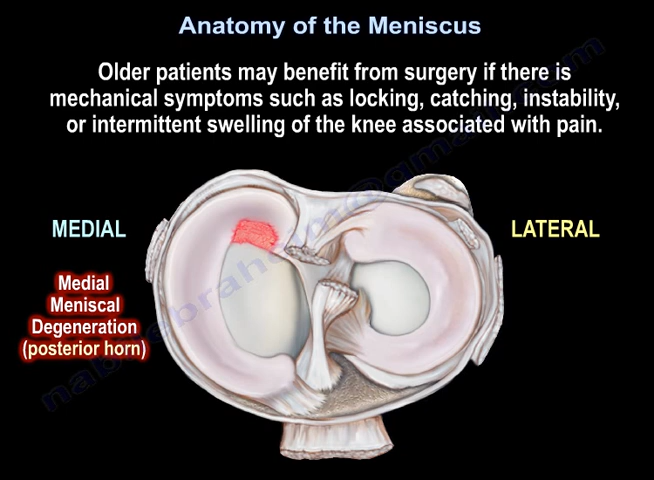 Anatomy of the Meniscus
Older patients may benefit from surgery if there is
mechanical symptoms such as locking, catching, instability,
or intermittent swelling of the knee associated with pain.
MEDIAL
LATERAL
Medial
Meniscal
Degeneration
(posterior horn)